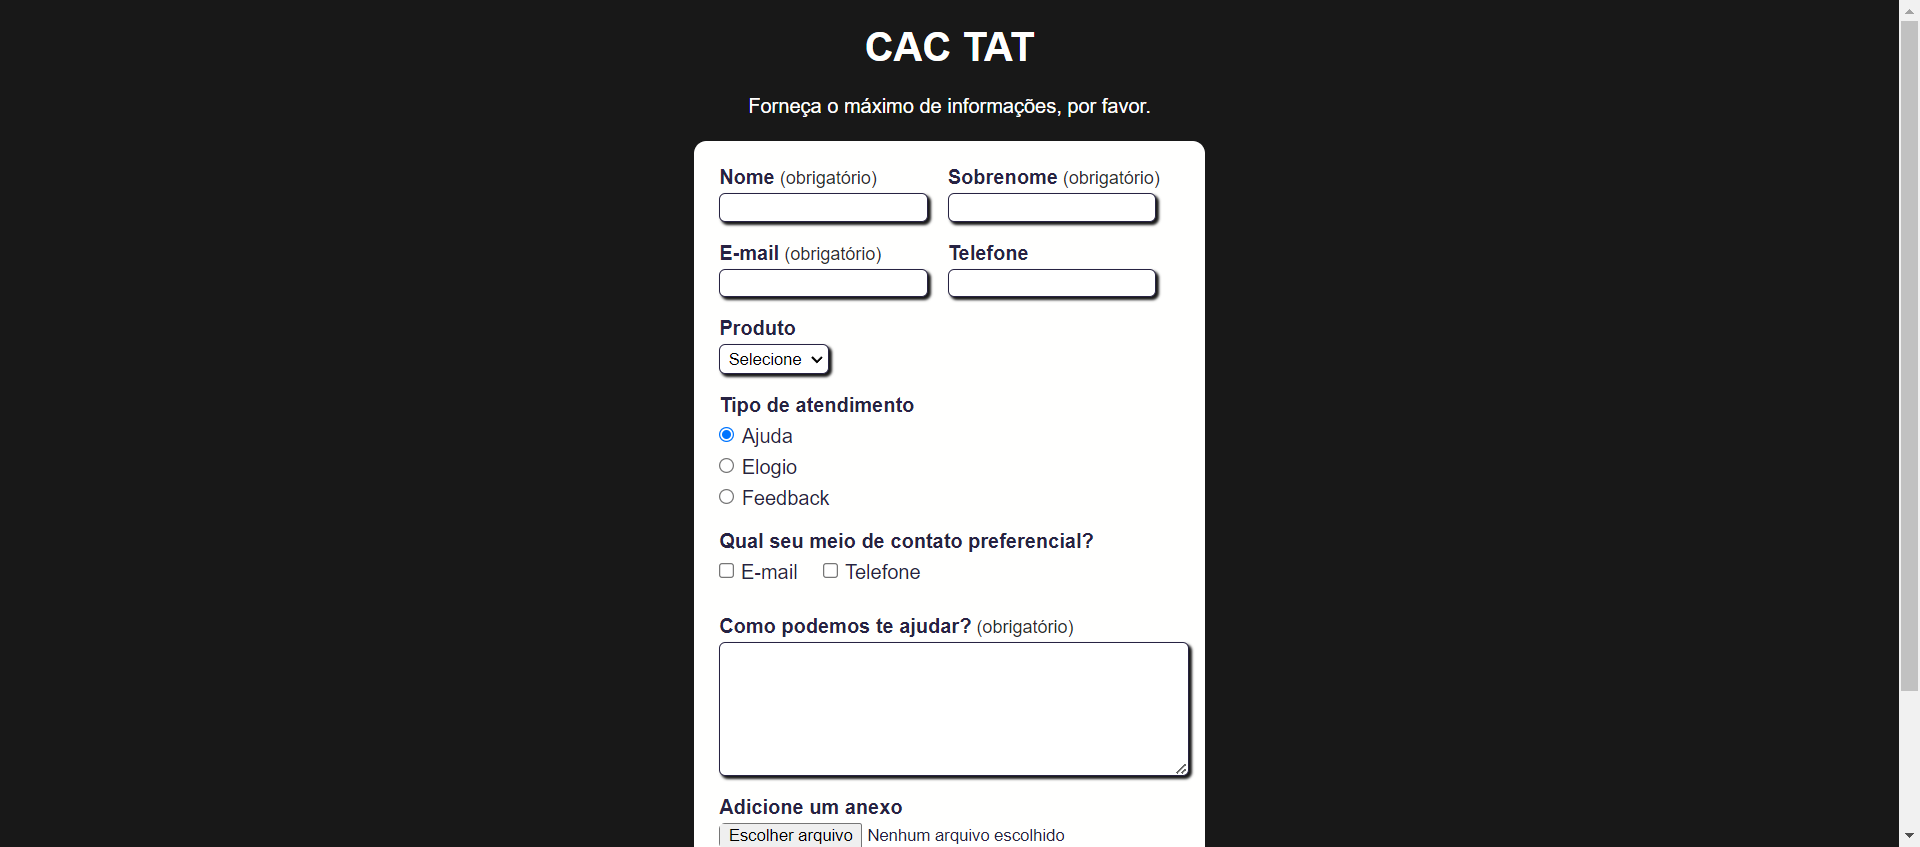 CAC TAT
Forneça o máximo de informações, por favor.
Nome (obrigatório) Sobrenome (obrigatório)
E-mail (obrigatório) Telefone
Produto
Selecione
Tipo de atendimento
Ajuda
Elogio
Feedback
Qual seu meio de contato preferencial?
E-mail Telefone
Como podemos te ajudar? (obrigatório)
Adicione um anexo
Escolher arquivo Nenhum arquivo escolhido